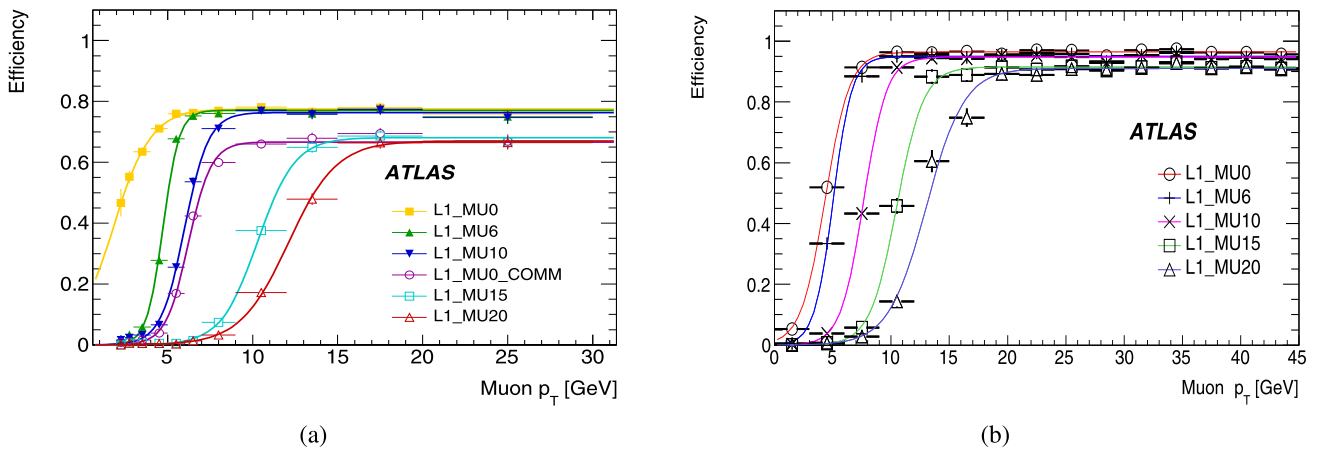 Efficiency
1
0.8
0.6
0.4
0.2
0
5 10 15 20 25 30
Muon p_T [GeV]
ATLAS
L1_MU0
L1_MU6
L1_MU10
L1_MU0_COMM
L1_MU15
L1_MU20
(a)
Efficiency
1
0.8
0.6
0.4
0.2
0
0 5 10 15 20 25 30 35 40 45
Muon p_T [GeV]
ATLAS
L1_MU0
L1_MU6
L1_MU10
L1_MU15
L1_MU20
(b)